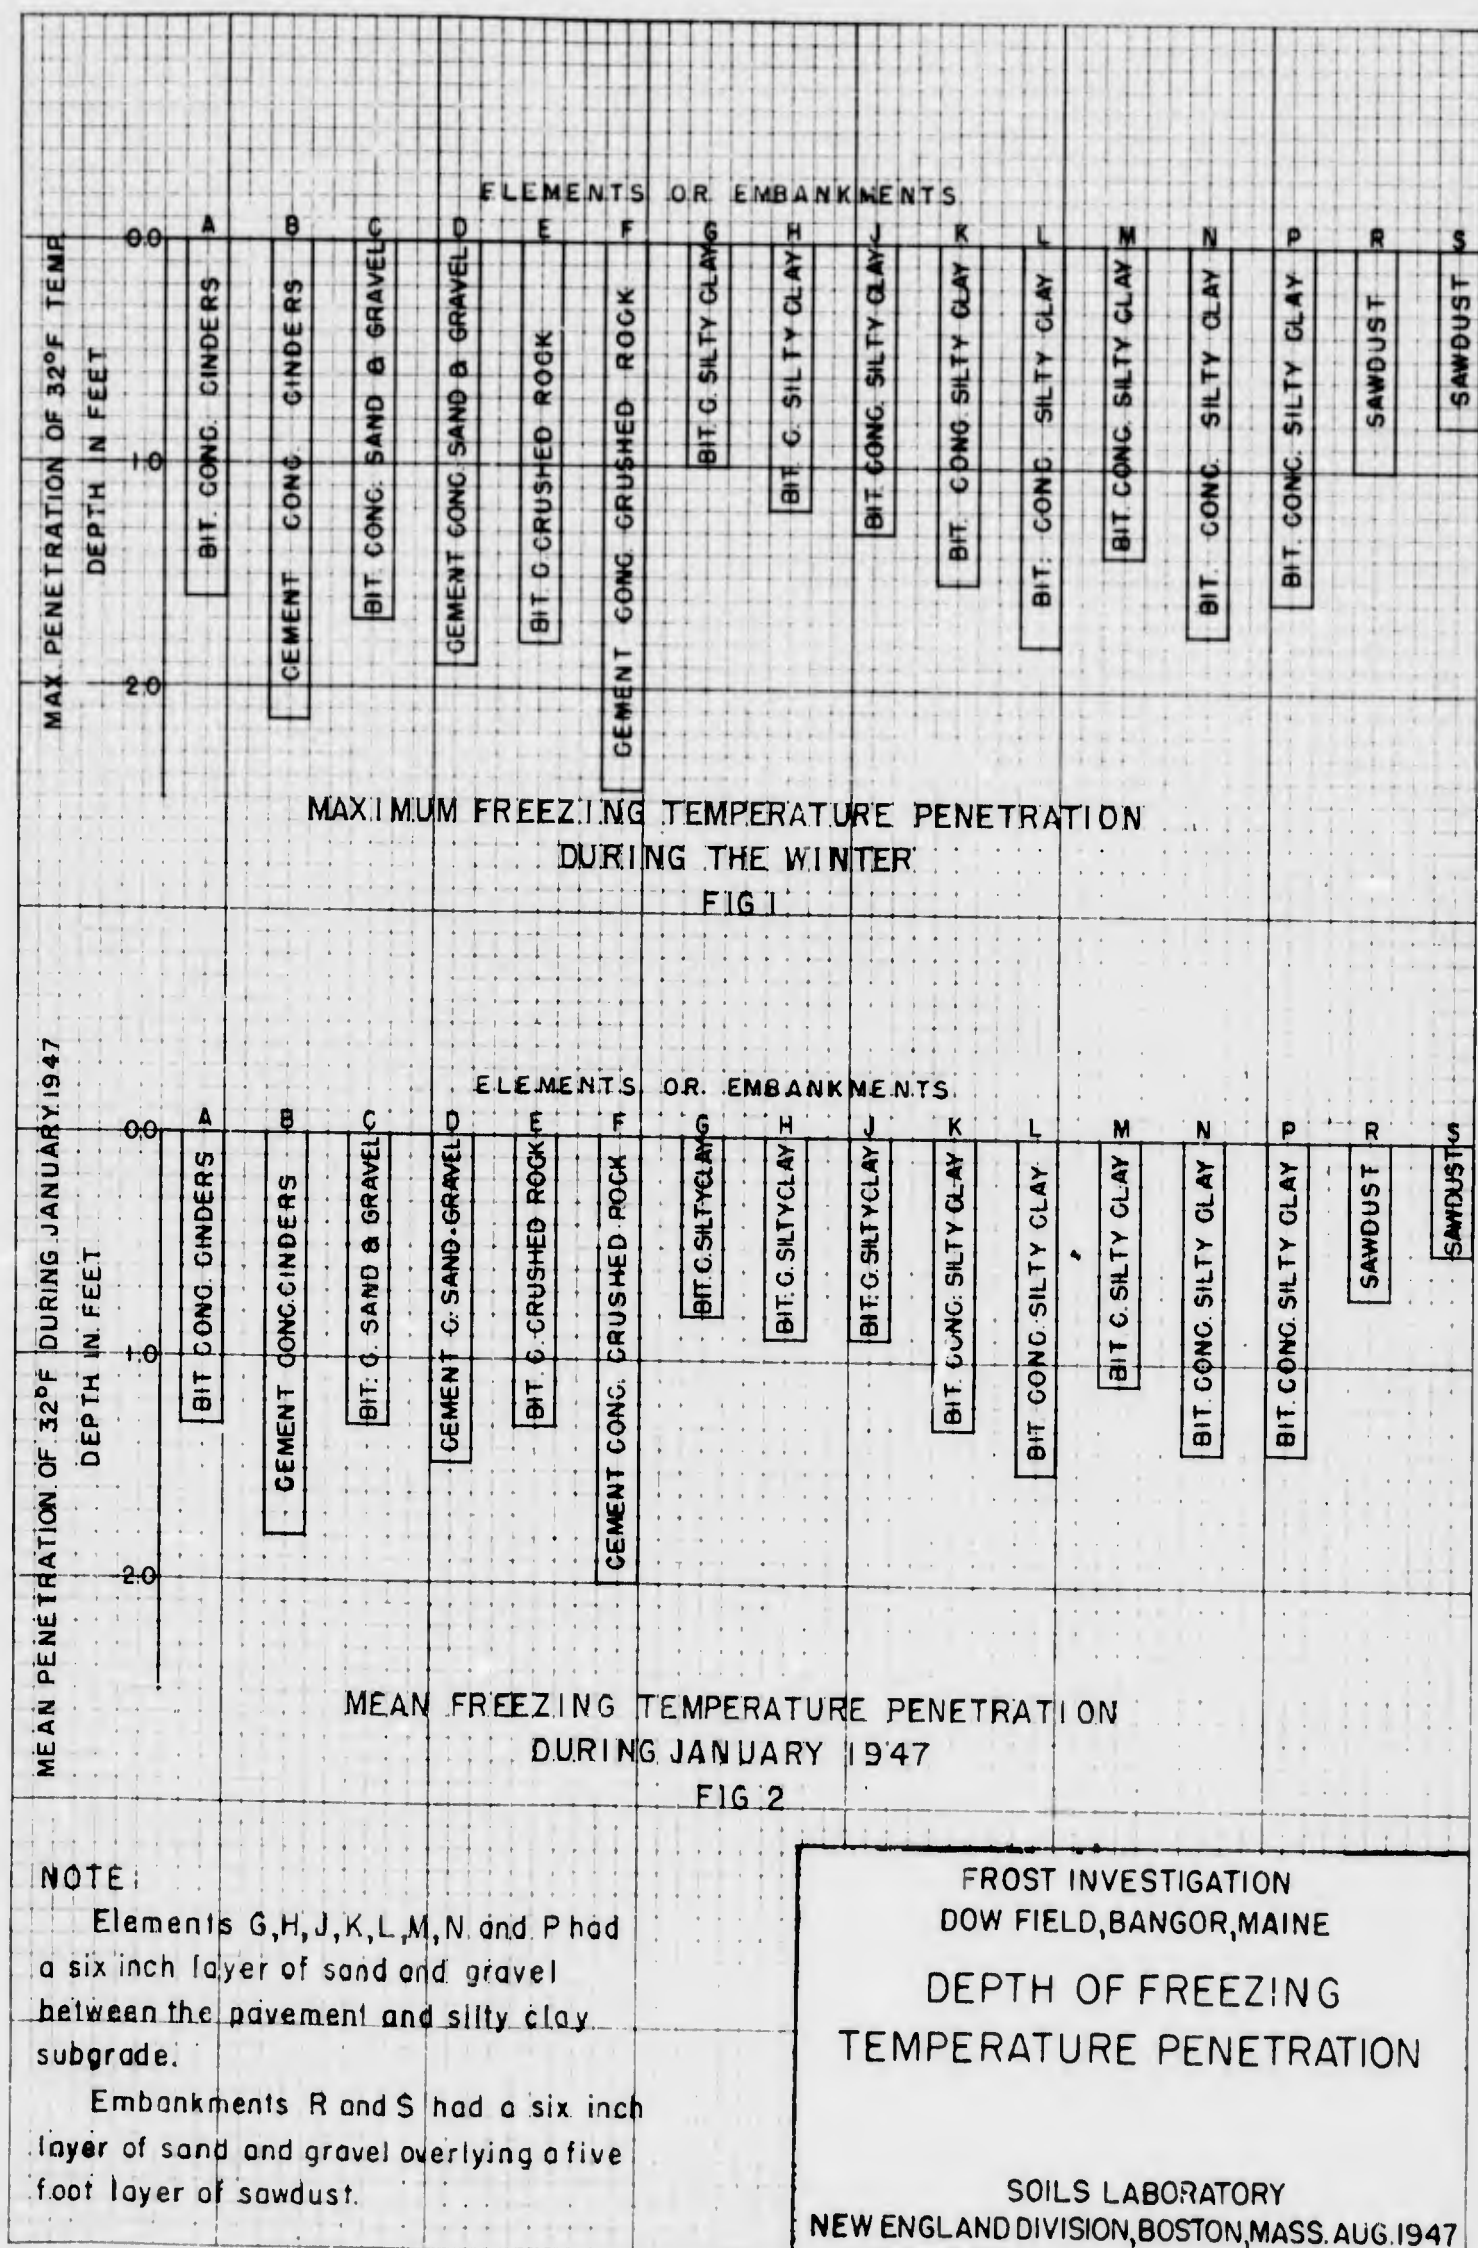 ELEMENTS OR EMBANKMENTS
A B C D E F G H J K L M N P R S
MAX. PENETRATION OF 32°F TEMP.
DEPTH IN FEET
0.0
1.0
2.0
BIT. CONC. CINDERS
CEMENT CONC. CINDERS
BIT. CONC. SAND & GRAVEL
CEMENT CONC. SAND & GRAVEL
BIT. C. CRUSHED ROCK
CEMENT CONC. CRUSHED ROCK
BIT. C. SILTY CLAY
BIT. C. SILTY CLAY
BIT. CONC. SILTY CLAY
BIT. CONC. SILTY CLAY
BIT. CONC. SILTY CLAY
BIT. CONC. SILTY CLAY
BIT. CONC. SILTY CLAY
BIT. CONC. SILTY CLAY
SAWDUST
SAWDUST
MAXIMUM FREEZING TEMPERATURE PENETRATION
DURING THE WINTER
FIG 1
ELEMENTS OR EMBANKMENTS
A B C D E F G H J K L M N P R S
MEAN PENETRATION OF 32°F DURING JANUARY 1947
DEPTH IN FEET
0.0
1.0
2.0
BIT CONC. CINDERS
CEMENT CONC. CINDERS
BIT. C. SAND & GRAVEL
CEMENT C. SAND & GRAVEL
BIT. C. CRUSHED ROCK
CEMENT CONC. CRUSHED ROCK
BIT. C. SILTY CLAY
BIT. C. SILTY CLAY
BIT. C. SILTY CLAY
BIT. CONC. SILTY CLAY
BIT CONC. SILTY CLAY
BIT C. SILTY CLAY
BIT. CONC. SILTY CLAY
BIT. CONC. SILTY CLAY
SAWDUST
SAWDUST
MEAN FREEZING TEMPERATURE PENETRATION
DURING JANUARY 1947
FIG 2
NOTE:
Elements G,H,J,K,L,M,N and P had
a six inch layer of sand and gravel
between the pavement and silty clay
subgrade.
Embankments R and S had a six inch
layer of sand and gravel overlying a five
foot layer of sawdust.
FROST INVESTIGATION
DOW FIELD, BANGOR, MAINE
DEPTH OF FREEZING
TEMPERATURE PENETRATION
SOILS LABORATORY
NEW ENGLAND DIVISION, BOSTON, MASS. AUG. 1947